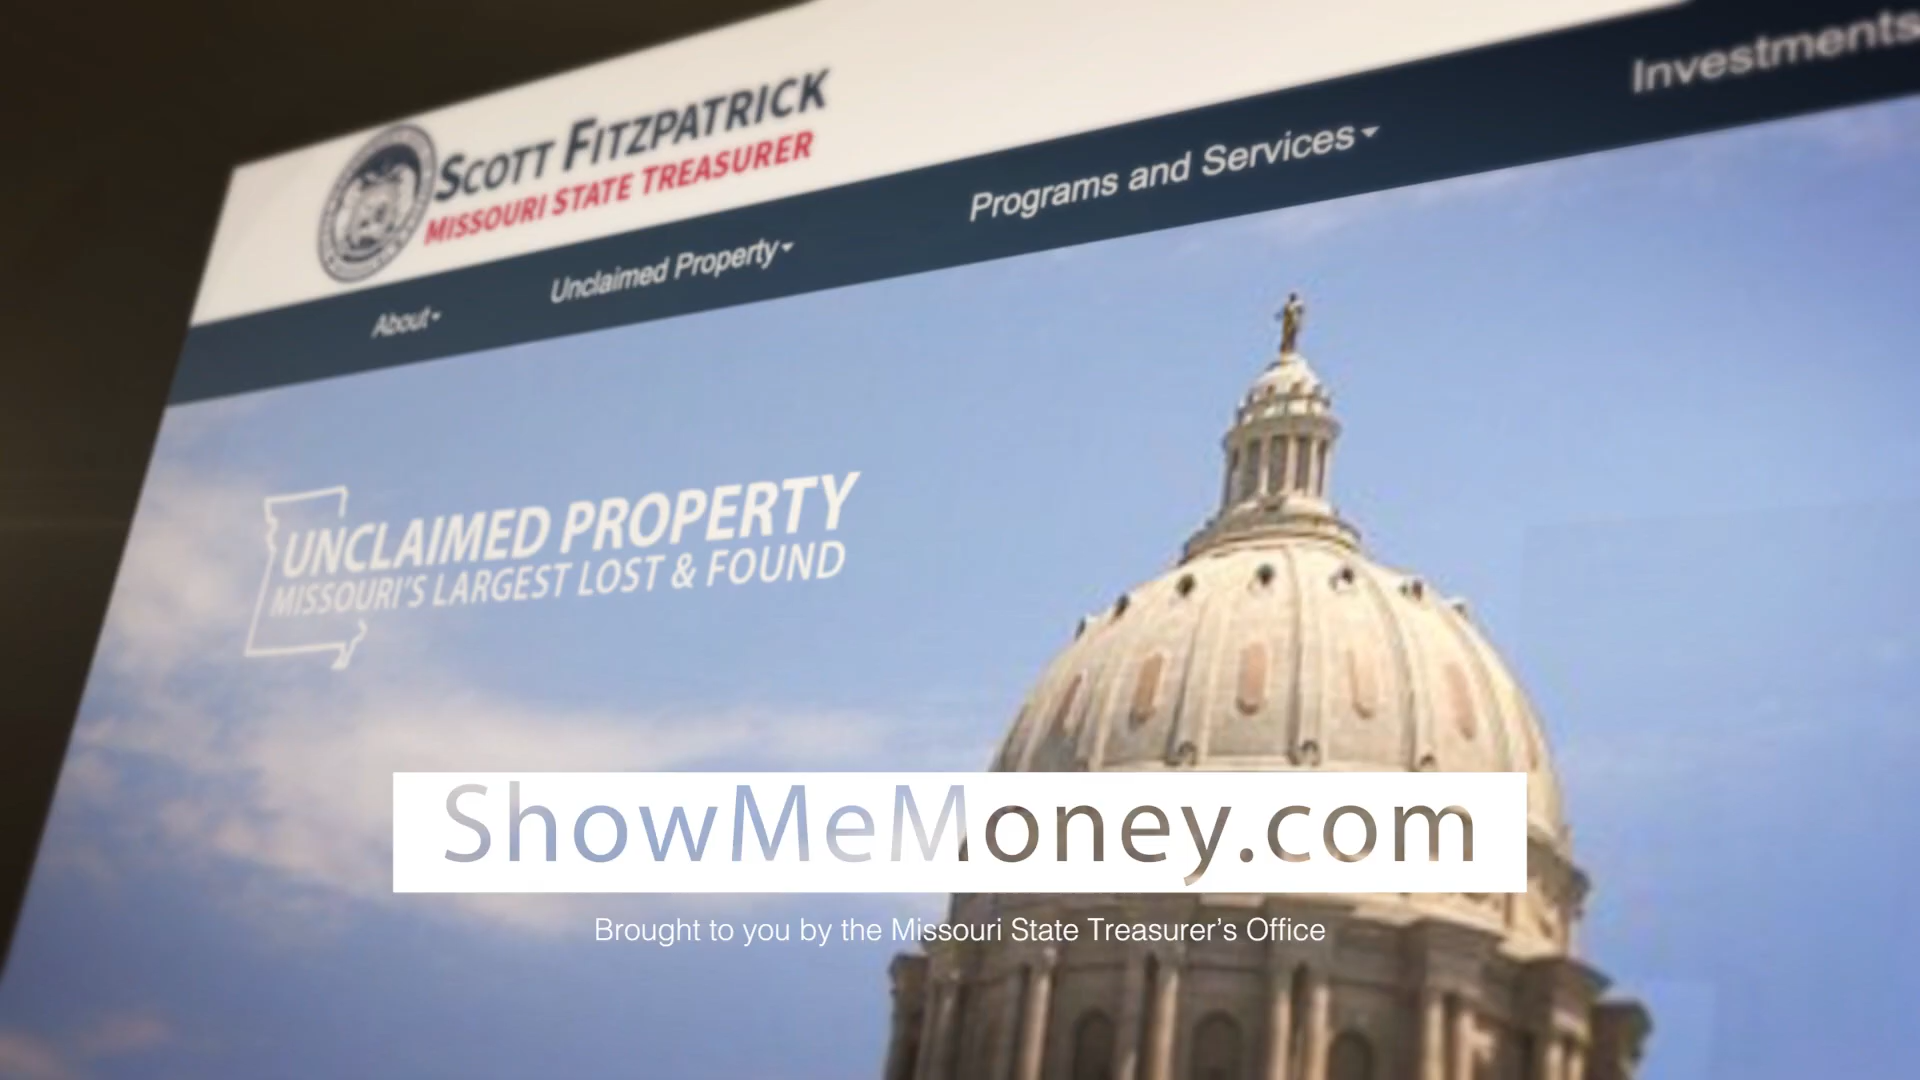 SCOTT FITZPATRICK
MISSOURI STATE TREASURER
About
Unclaimed Property
Programs and Services
Investments
UNCLAIMED PROPERTY
MISSOURI'S LARGEST LOST & FOUND
ShowMeMoney.com
Brought to you by the Missouri State Treasurer’s Office